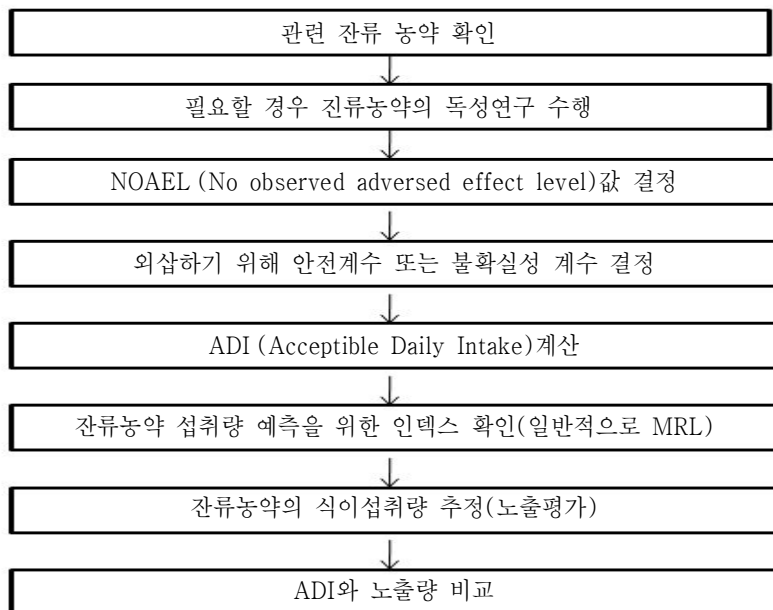 관련 잔류 농약 확인
필요할 경우 진류농약의 독성연구 수행
NOAEL (No observed adversed effect level)값 결정
외삽하기 위해 안전계수 또는 불확실성 계수 결정
ADI (Acceptible Daily Intake)계산
잔류농약 섭취량 예측을 위한 인덱스 확인(일반적으로 MRL)
잔류농약의 식이섭취량 추정(노출평가)
ADI와 노출량 비교